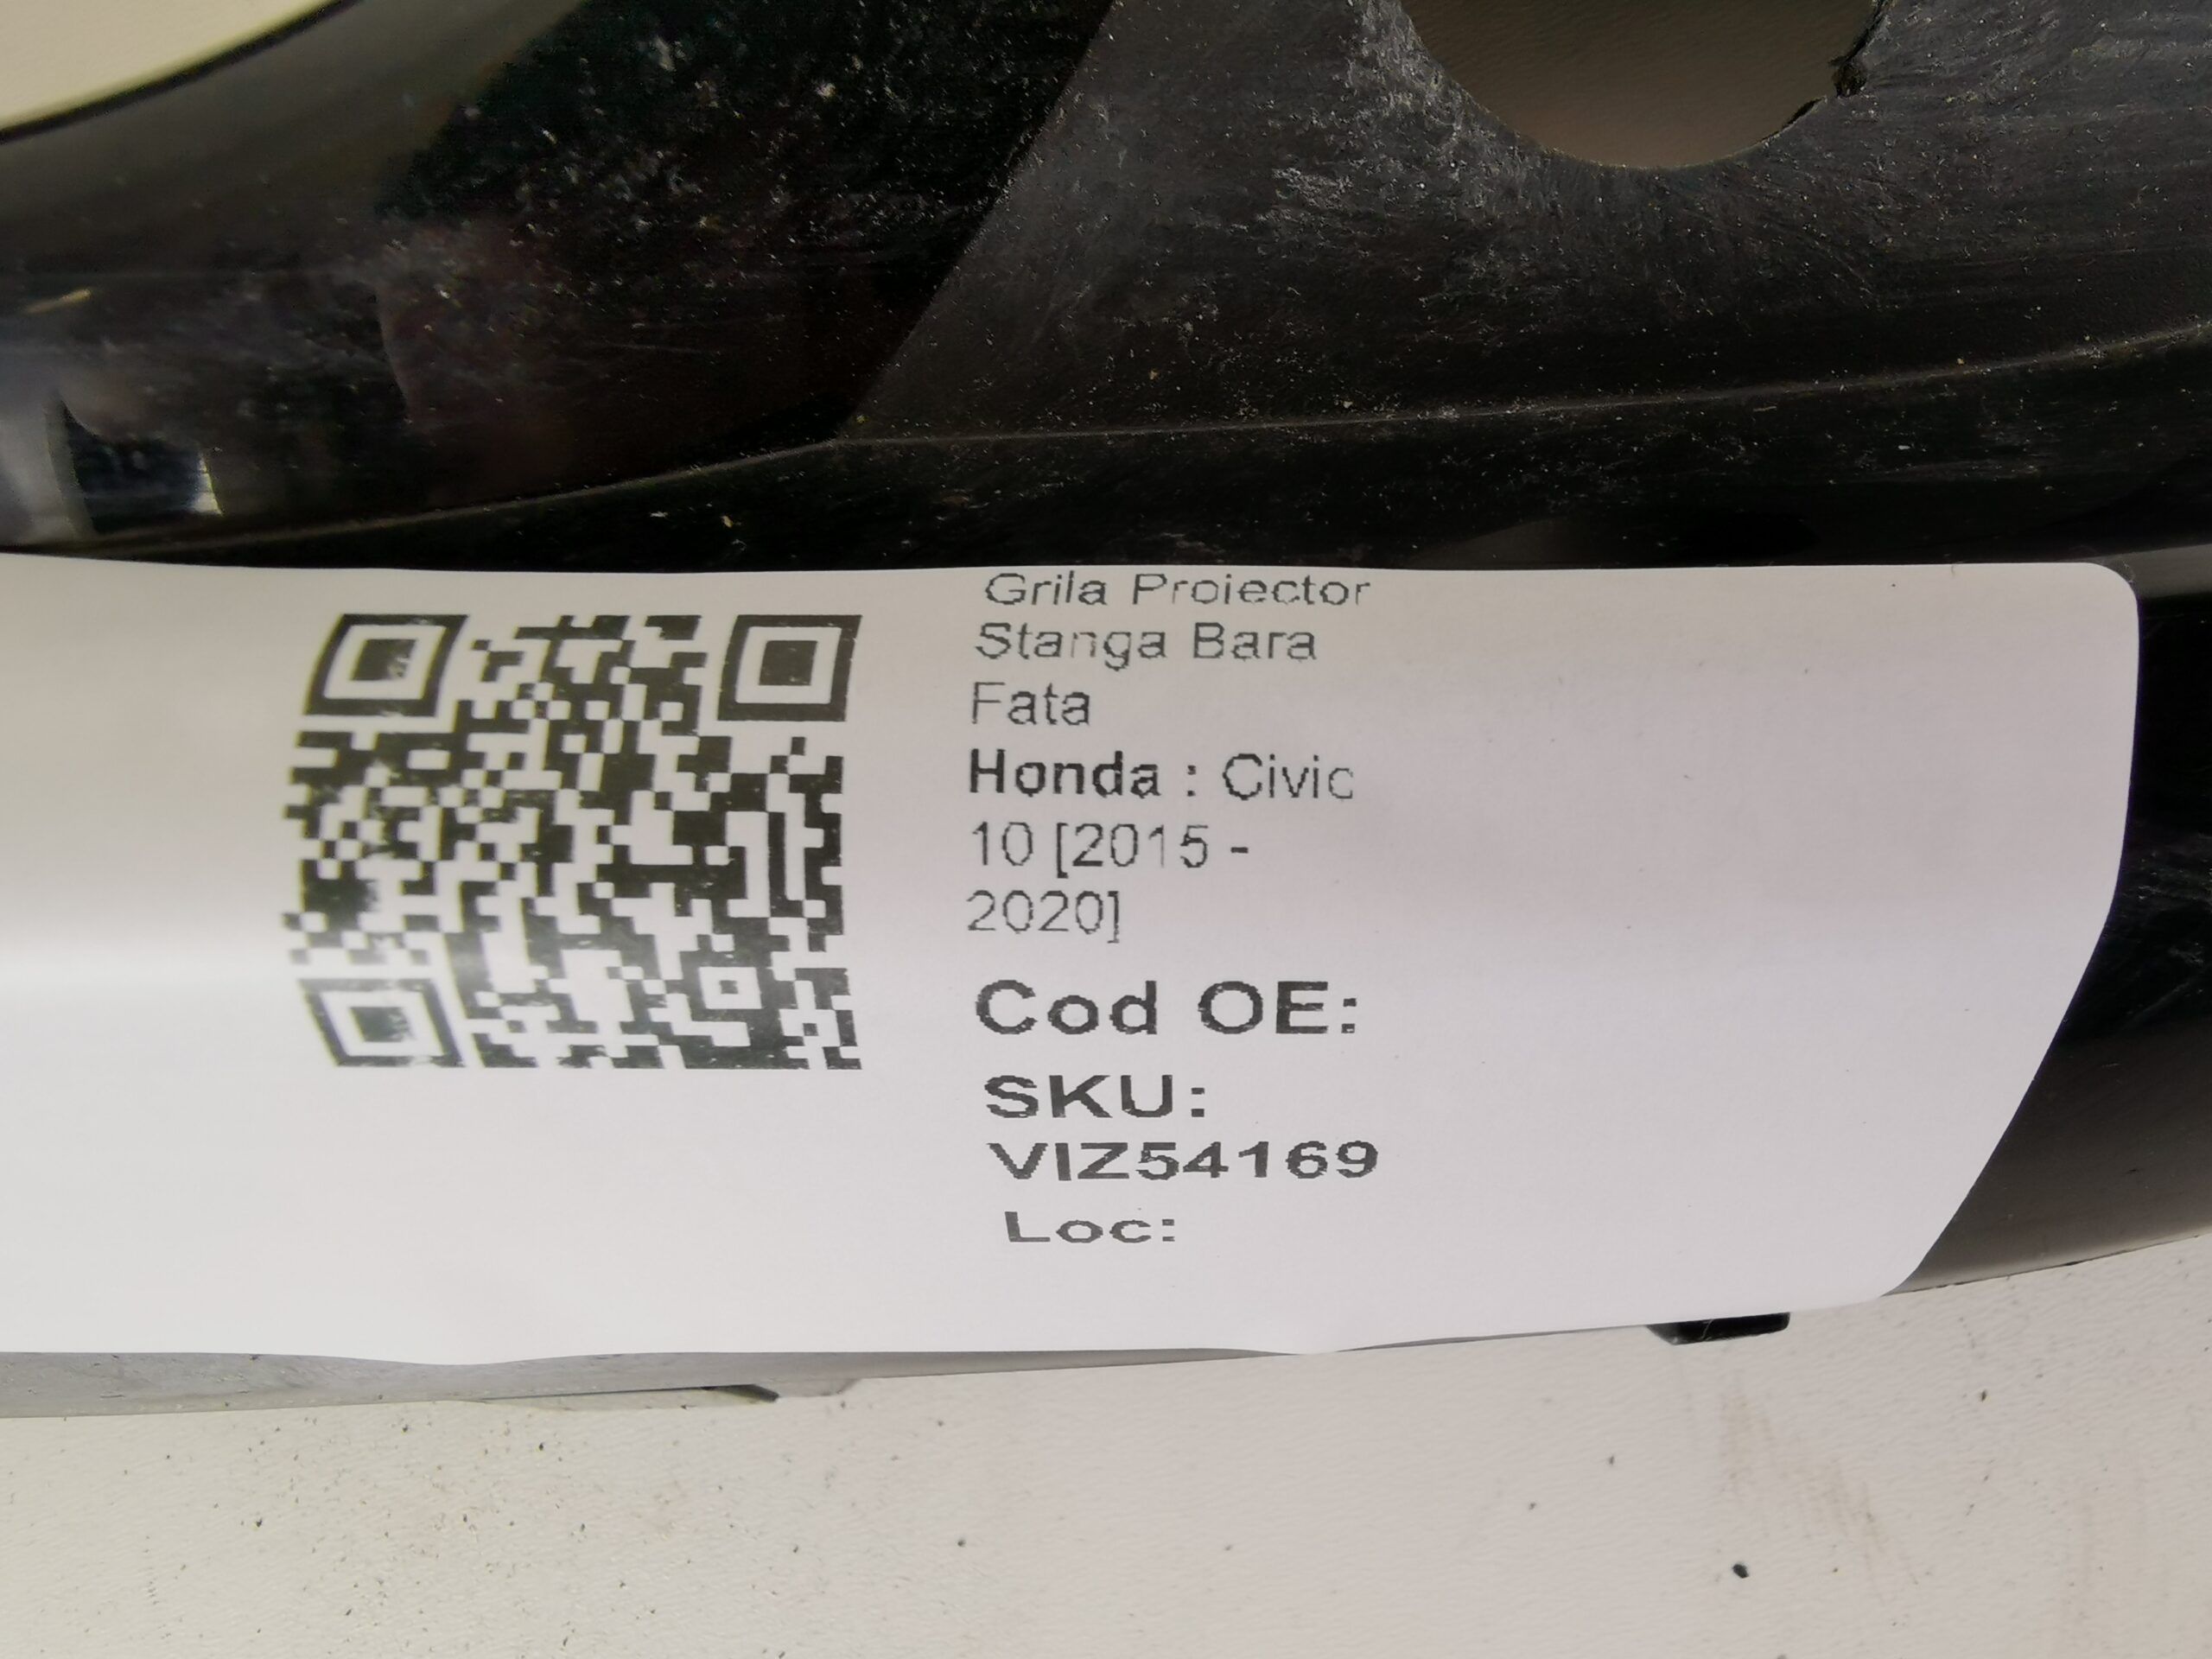 Grila Proiector
Stanga Bara
Fata
Honda : Civic
10 [2015 -
2020]
Cod OE:
SKU:
VIZ54169
Loc: